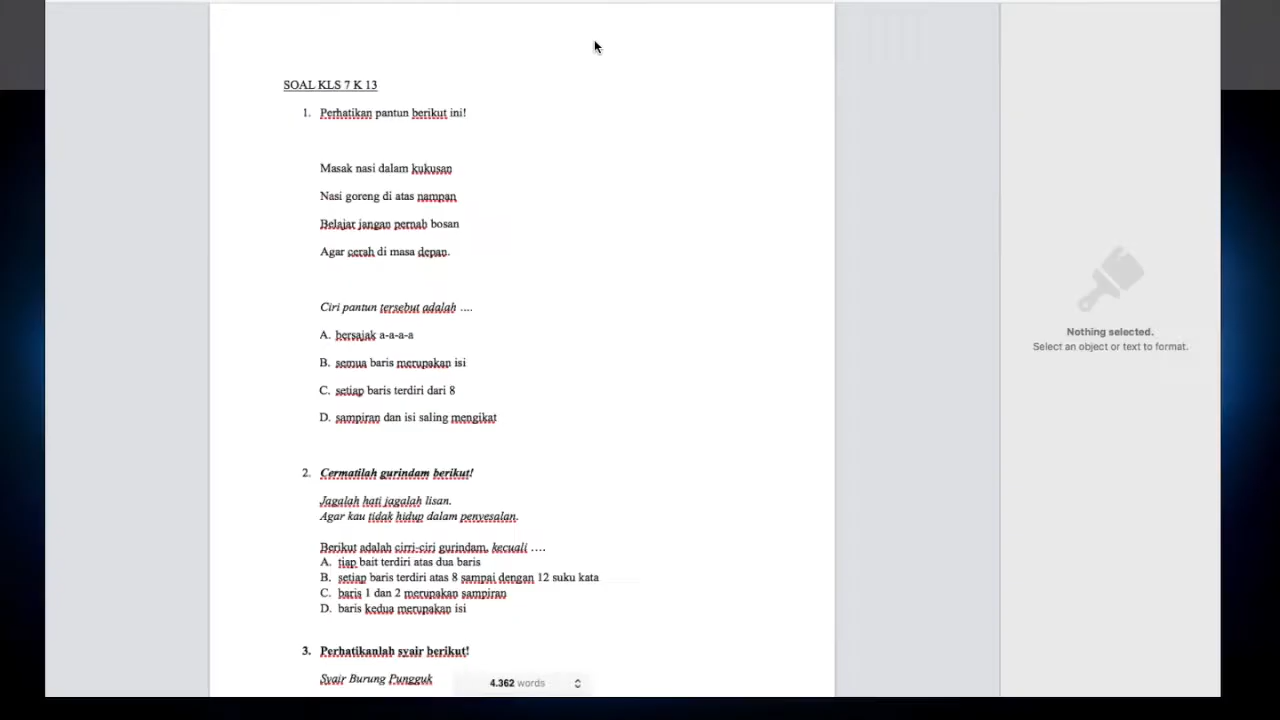 SOAL KLS 7 K 13
1. Perhatikan pantun berikut ini!
Masak nasi dalam kukusan
Nasi goreng di atas nampan
Belajar jangan pernah bosan
Agar cerah di masa depan.
Ciri pantun tersebut adalah ....
A. bersajak a-a-a-a
B. semua baris merupakan isi
C. setiap baris terdiri dari 8
D. sampiran dan isi saling mengikat
2. Cermatilah gurindam berikut!
Jagalah hati jagalah lisan.
Agar kau tidak hidup dalam penyesalan.
Berikut adalah cirri-ciri gurindam, kecuali ....
A. tiap bait terdiri atas dua baris
B. setiap baris terdiri atas 8 sampai dengan 12 suku kata
C. baris 1 dan 2 merupakan sampiran
D. baris kedua merupakan isi
3. Perhatikanlah syair berikut!
Syair Burung Pungguk
4.362 words
Nothing selected.
Select an object or text to format.